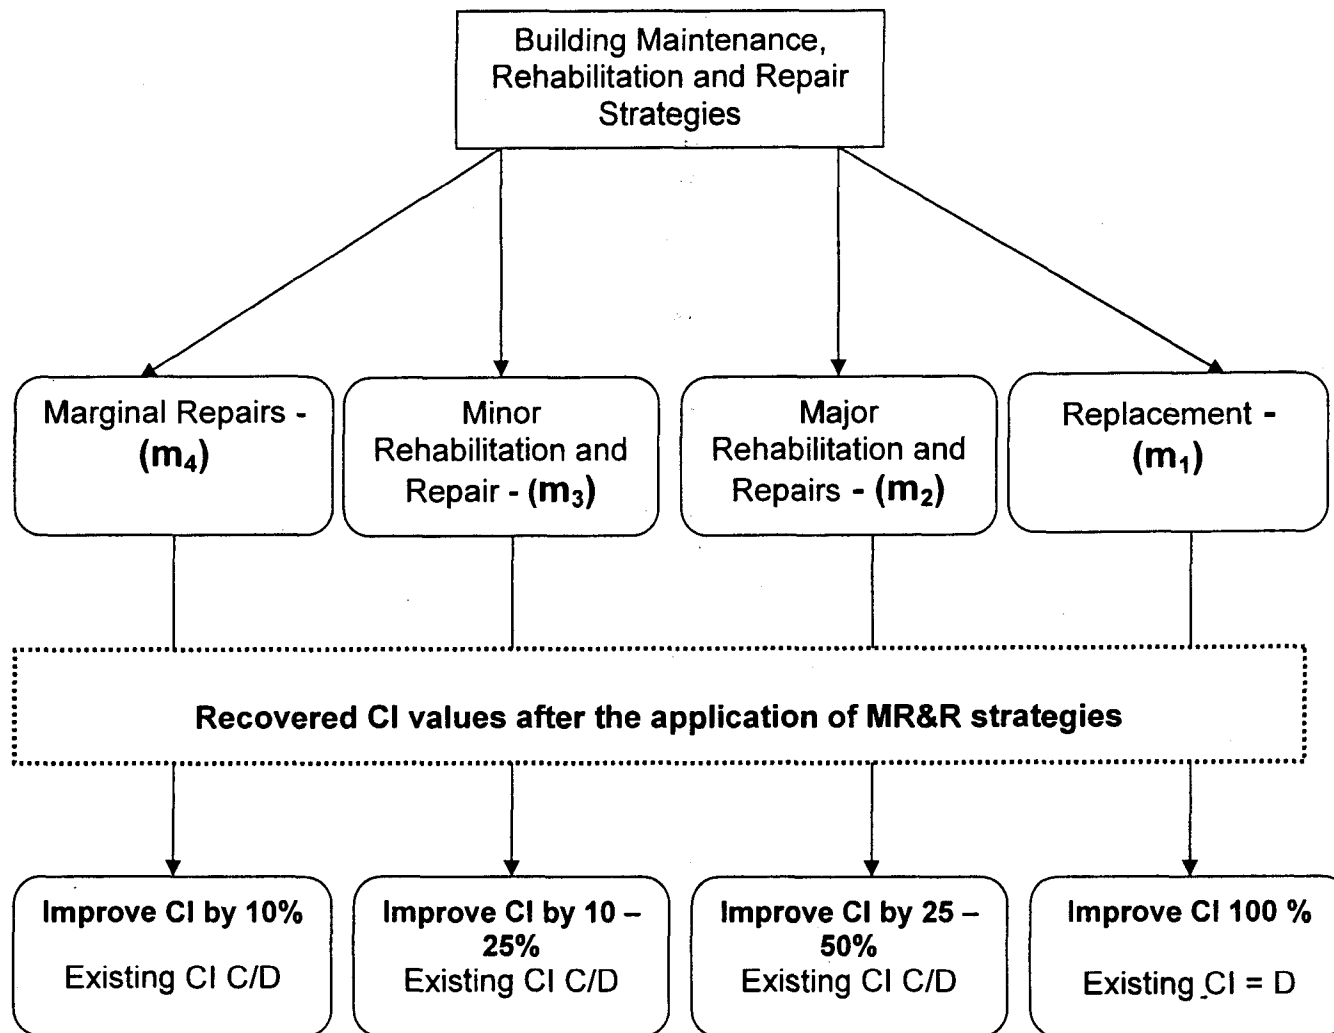 Building Maintenance,
Rehabilitation and Repair
Strategies
Marginal Repairs -
(m₄)
Minor
Rehabilitation and
Repair - (m₃)
Major
Rehabilitation and
Repairs - (m₂)
Replacement -
(m₁)
Recovered CI values after the application of MR&R strategies
Improve CI by 10%
Existing CI C/D
Improve CI by 10 –
25%
Existing CI C/D
Improve CI by 25 –
50%
Existing CI C/D
Improve CI 100 %
Existing CI = D